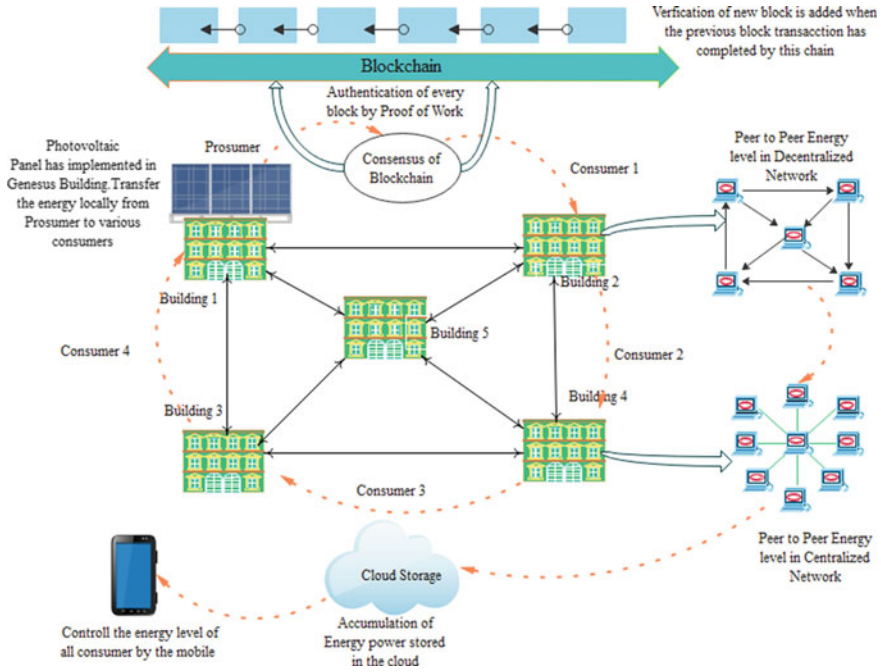 Verfication of new block is added when
the previous block transacction has
completed by this chain
Blockchain
Authentication of every
block by Proof of Work
Photovoltaic
Panel has implemented in
Genesus Building.Transfer
the energy locally from
Prosumer to various
consumers
Prosumer
Consensus of
Blockchain
Consumer 1
Peer to Peer Energy
level in Decentralized
Network
Building 1
Building 2
Building 5
Consumer 4
Consumer 2
Building 3
Building 4
Consumer 3
Peer to Peer Energy
level in Centralized
Network
Cloud Storage
Controll the energy level of
all consumer by the mobile
Accumulation of
Energy power stored
in the cloud